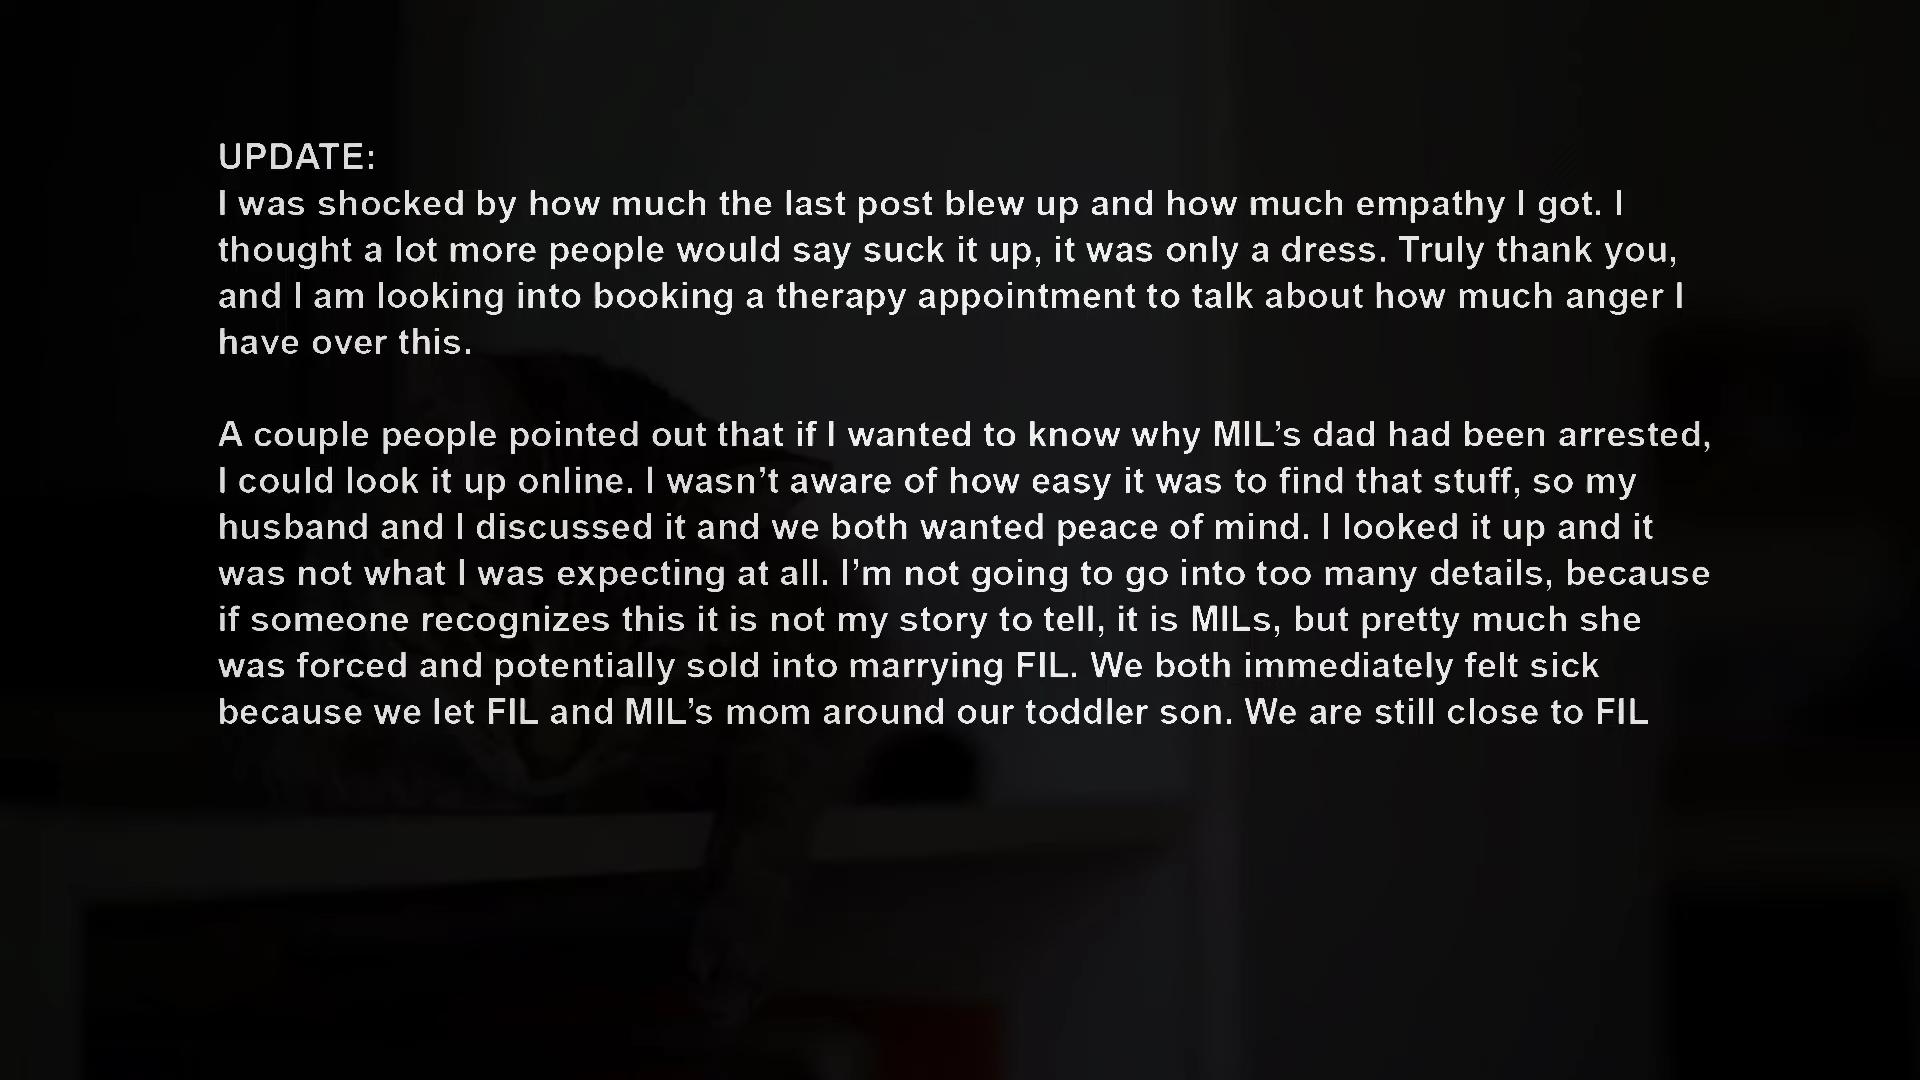 UPDATE:
I was shocked by how much the last post blew up and how much empathy I got. I
thought a lot more people would say suck it up, it was only a dress. Truly thank you,
and I am looking into booking a therapy appointment to talk about how much anger I
have over this.
A couple people pointed out that if I wanted to know why MIL’s dad had been arrested,
I could look it up online. I wasn’t aware of how easy it was to find that stuff, so my
husband and I discussed it and we both wanted peace of mind. I looked it up and it
was not what I was expecting at all. I’m not going to go into too many details, because
if someone recognizes this it is not my story to tell, it is MILs, but pretty much she
was forced and potentially sold into marrying FIL. We both immediately felt sick
because we let FIL and MIL’s mom around our toddler son. We are still close to FIL